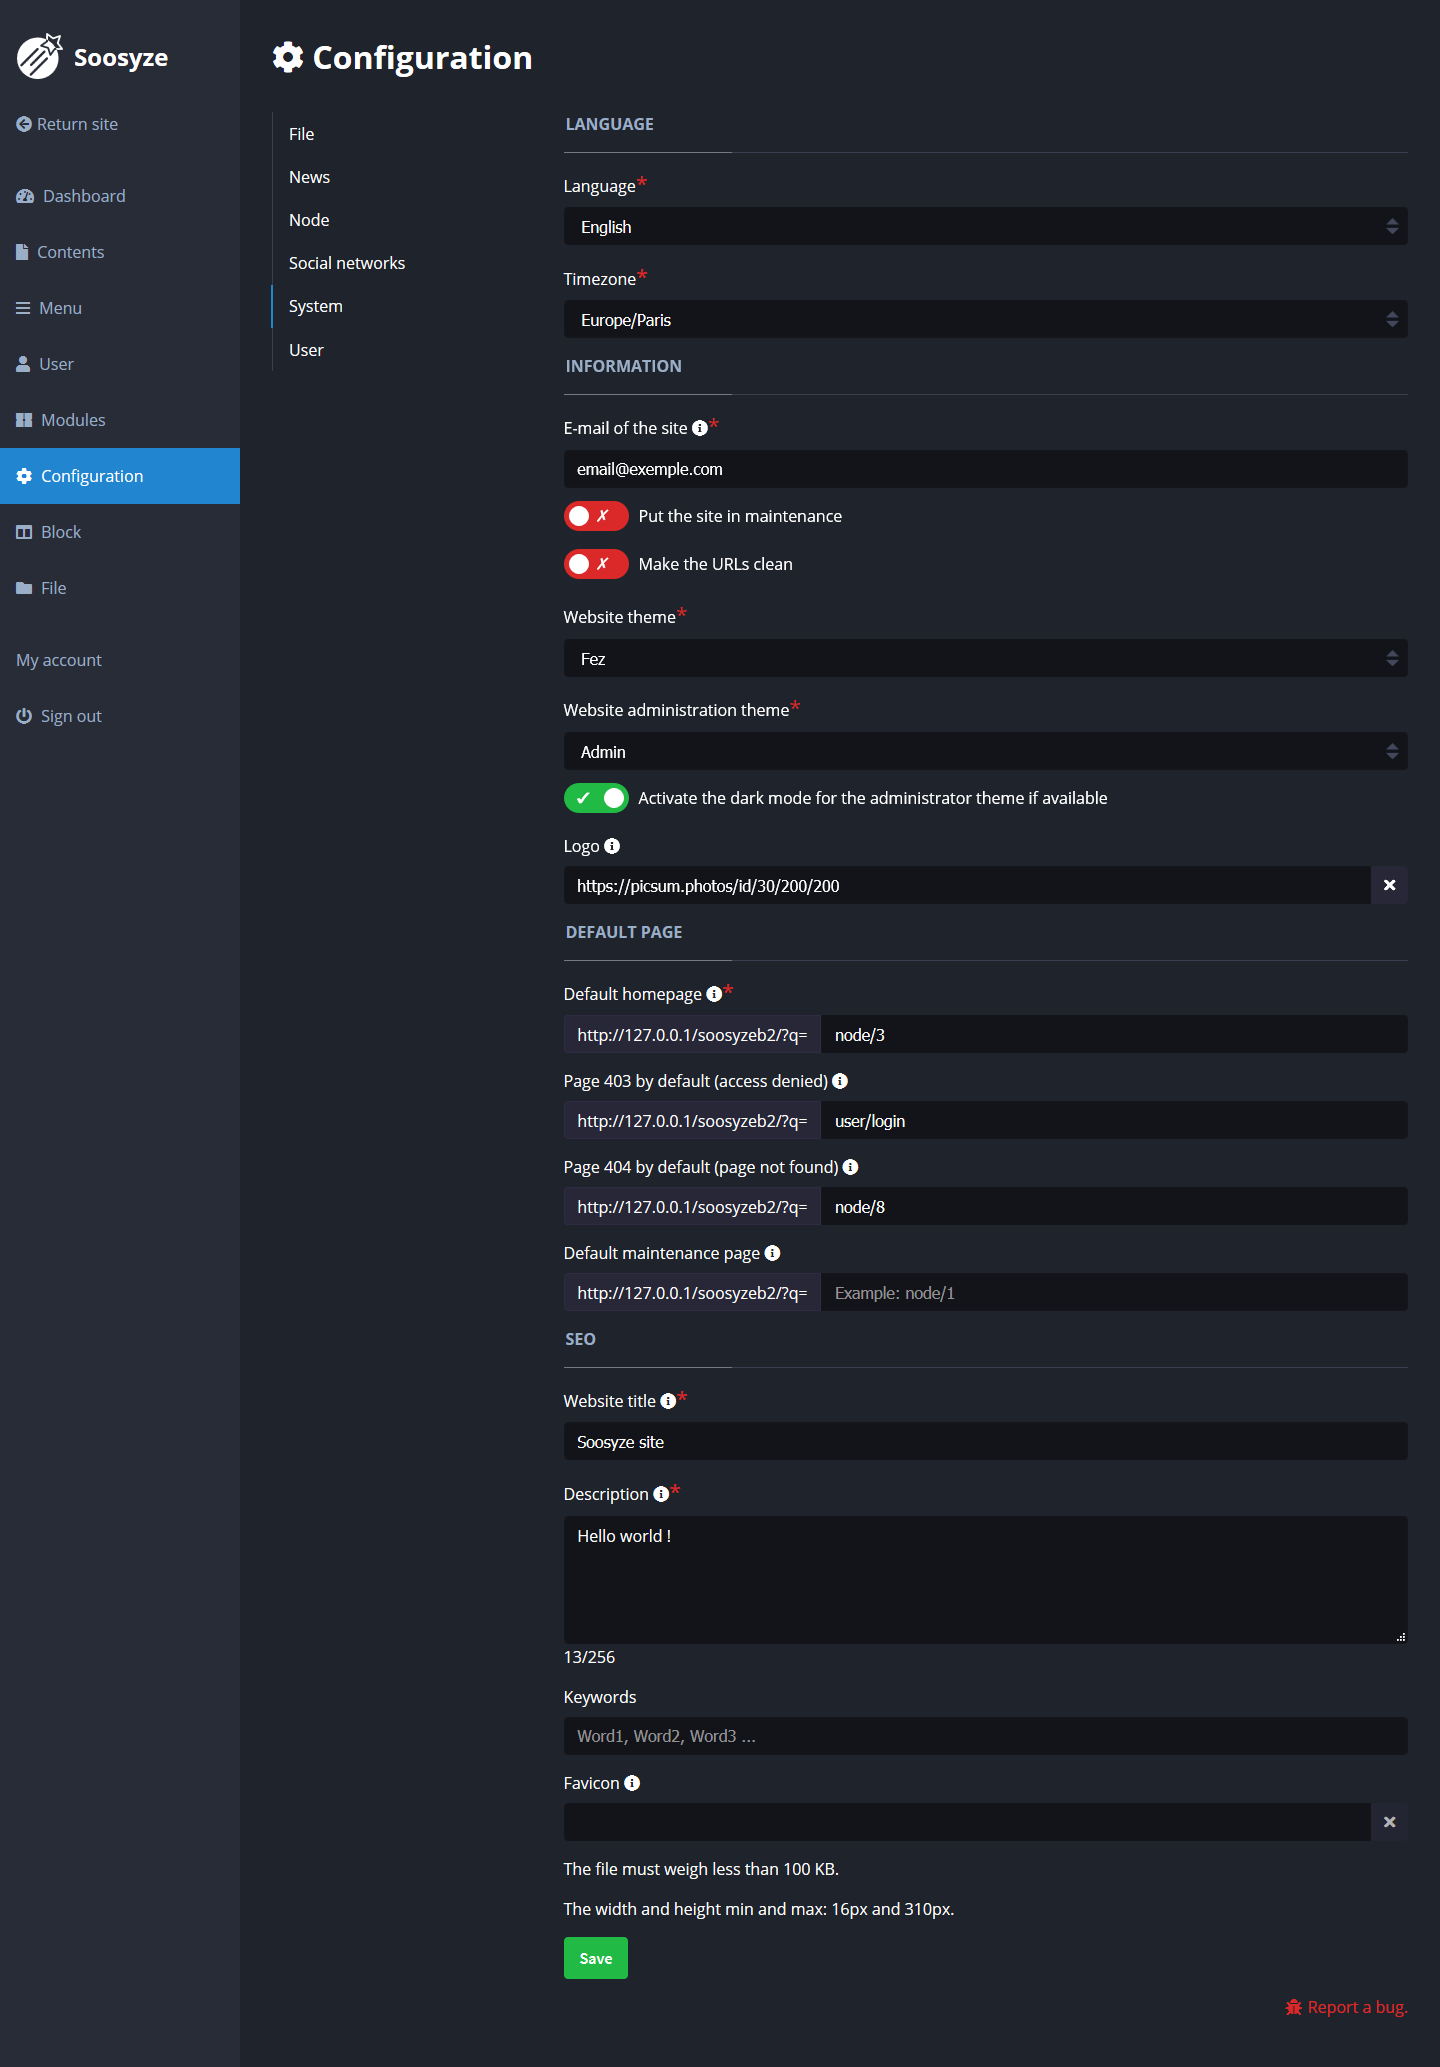 Soosyze
Return site
Dashboard
Contents
Menu
User
Modules
Configuration
Block
File
My account
Sign out
Configuration
File
News
Node
Social networks
System
User
LANGUAGE
Language*
English
Timezone*
Europe/Paris
INFORMATION
E-mail of the site *
email@exemple.com
✗ Put the site in maintenance
✗ Make the URLs clean
Website theme*
Fez
Website administration theme*
Admin
✓ Activate the dark mode for the administrator theme if available
Logo
https://picsum.photos/id/30/200/200
DEFAULT PAGE
Default homepage *
http://127.0.0.1/soosyzeb2/?q= node/3
Page 403 by default (access denied)
http://127.0.0.1/soosyzeb2/?q= user/login
Page 404 by default (page not found)
http://127.0.0.1/soosyzeb2/?q= node/8
Default maintenance page
http://127.0.0.1/soosyzeb2/?q= Example: node/1
SEO
Website title *
Soosyze site
Description *
Hello world !
13/256
Keywords
Word1, Word2, Word3 ...
Favicon
The file must weigh less than 100 KB.
The width and height min and max: 16px and 310px.
Save
Report a bug.